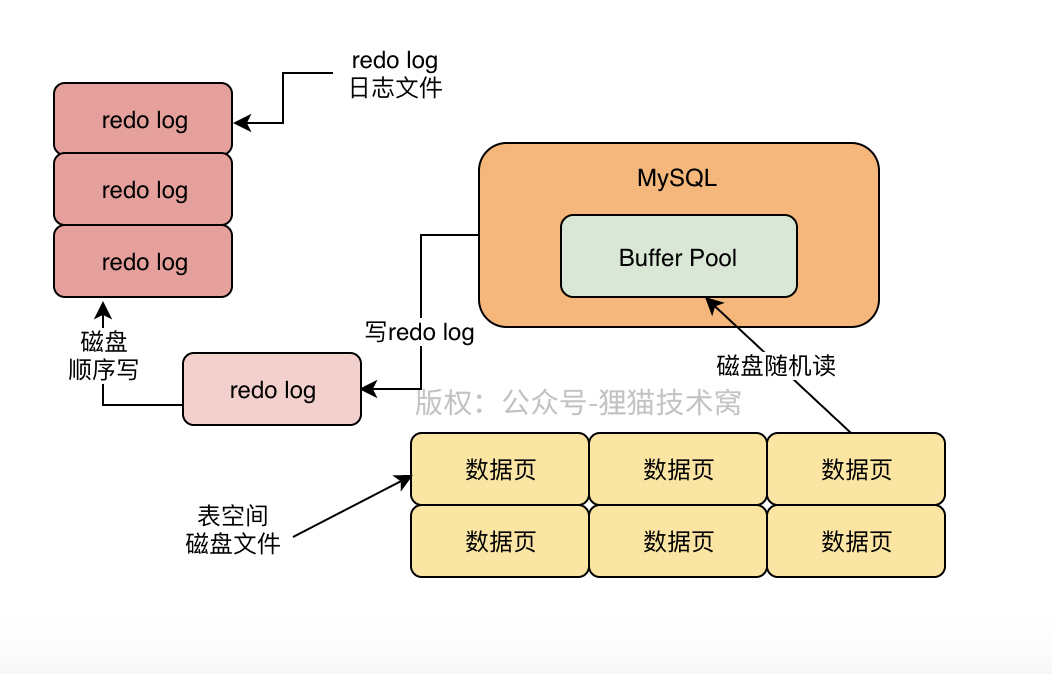 redo log
日志文件
redo log
redo log
redo log
MySQL
Buffer Pool
磁盘
顺序写
写redo log
redo log
磁盘随机读
版权：公众号-狸猫技术窝
数据页
数据页
数据页
表空间
磁盘文件
数据页
数据页
数据页